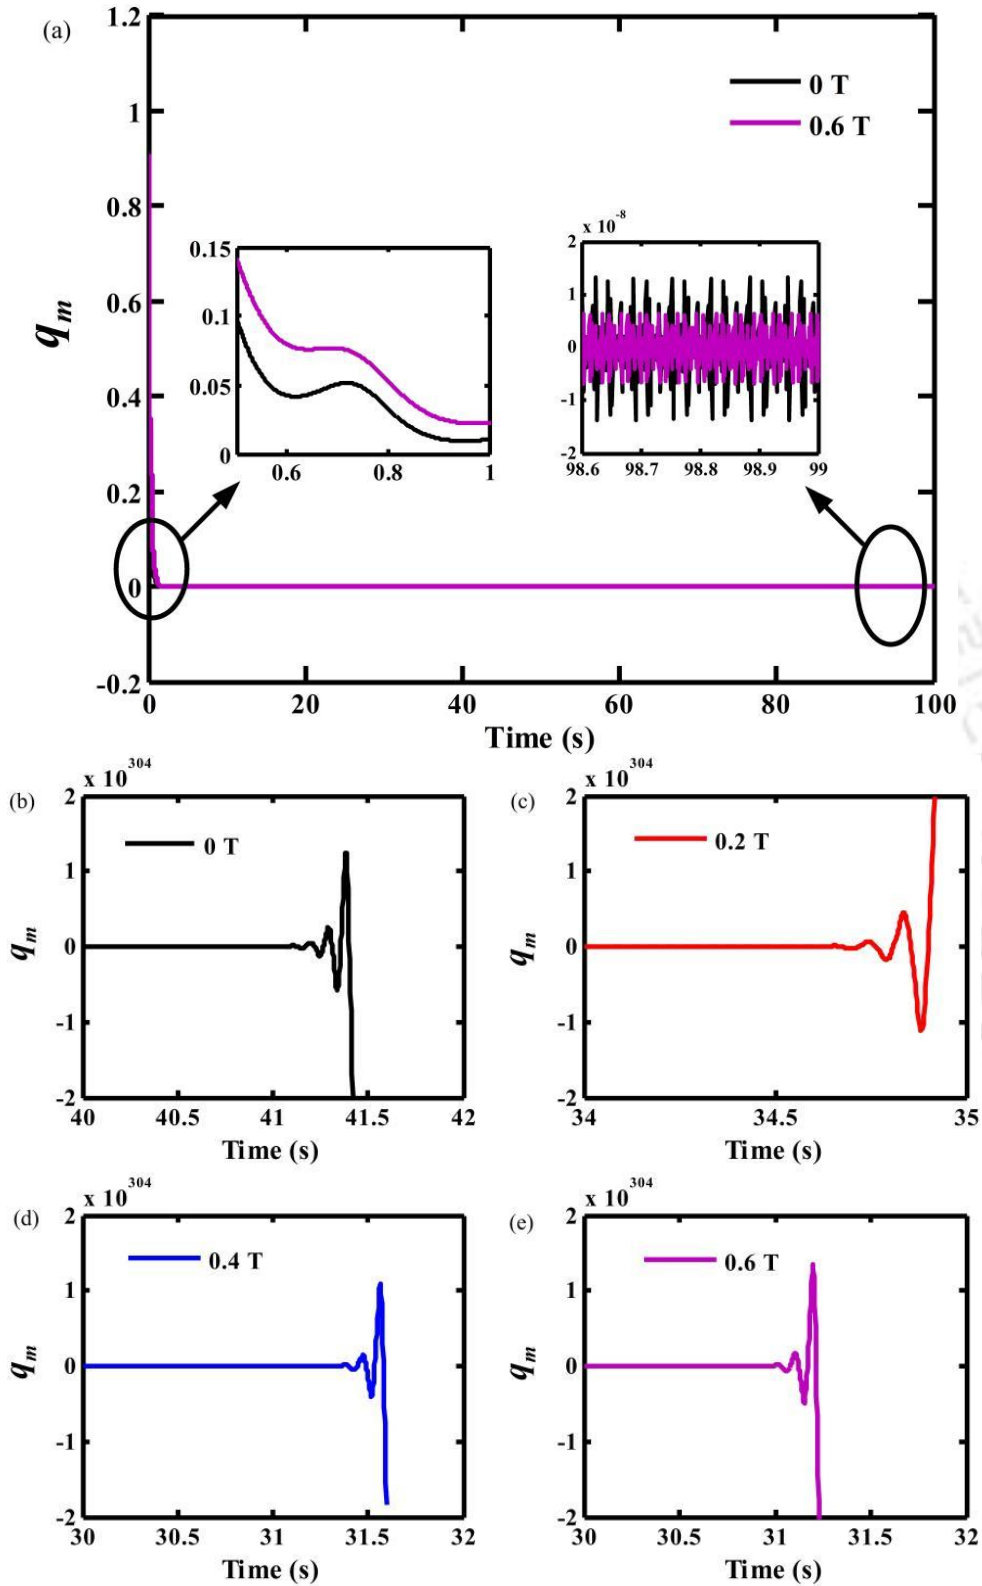 (a)
1.2
1
0.8
0.6
0.4
0.2
0
-0.2
q_m
0 T
0.6 T
0.15
0.1
0.05
0
0.6 0.8 1
x 10^-8
2
1
0
-1
-2
98.6 98.7 98.8 98.9 99
0 20 40 60 80 100
Time (s)
(b)
x 10^304
2
1
0
-1
-2
q_m
0 T
40 40.5 41 41.5 42
Time (s)
(c)
x 10^304
2
1
0
-1
-2
q_m
0.2 T
34 34.5 35
Time (s)
(d)
x 10^304
2
1
0
-1
-2
q_m
0.4 T
30 30.5 31 31.5 32
Time (s)
(e)
x 10^304
2
1
0
-1
-2
q_m
0.6 T
30 30.5 31 31.5 32
Time (s)